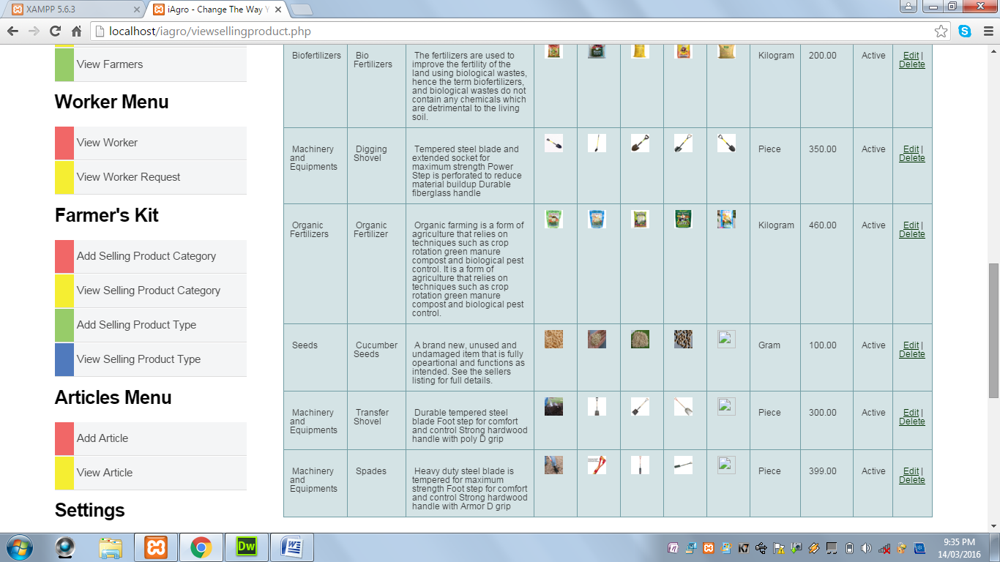 XAMPP 5.6.3
iAgro - Change The Way Y
localhost/iagro/viewsellingproduct.php
View Farmers
Worker Menu
View Worker
View Worker Request
Farmer's Kit
Add Selling Product Category
View Selling Product Category
Add Selling Product Type
View Selling Product Type
Articles Menu
Add Article
View Article
Settings
Biofertilizers
Bio
Fertilizers
The fertilizers are used to
improve the fertility of the
land using biological wastes,
hence the term biofertilizers,
and biological wastes do not
contain any chemicals which
are detrimental to the living
soil.
Kilogram
200.00
Active
Edit |
Delete
Machinery
and
Equipments
Digging
Shovel
Tempered steel blade and
extended socket for
maximum strength Power
Step is perforated to reduce
material buildup Durable
fiberglass handle
Piece
350.00
Active
Edit |
Delete
Organic
Fertilizers
Organic
Fertilizer
Organic farming is a form of
agriculture that relies on
techniques such as crop
rotation green manure
compost and biological pest
control. It is a form of
agriculture that relies on
techniques such as crop
rotation green manure
compost and biological pest
control.
Kilogram
460.00
Active
Edit |
Delete
Seeds
Cucumber
Seeds
A brand new, unused and
undamaged item that is fully
opeartional and functions as
intended. See the sellers
listing for full details.
Gram
100.00
Active
Edit |
Delete
Machinery
and
Equipments
Transfer
Shovel
Durable tempered steel
blade Foot step for comfort
and control Strong hardwood
handle with poly D grip
Piece
300.00
Active
Edit |
Delete
Machinery
and
Equipments
Spades
Heavy duty steel blade is
tempered for maximum
strength Foot step for comfort
and control Strong hardwood
handle with Armor D grip
Piece
399.00
Active
Edit |
Delete
Dw
W
K7
9:35 PM
14/03/2016